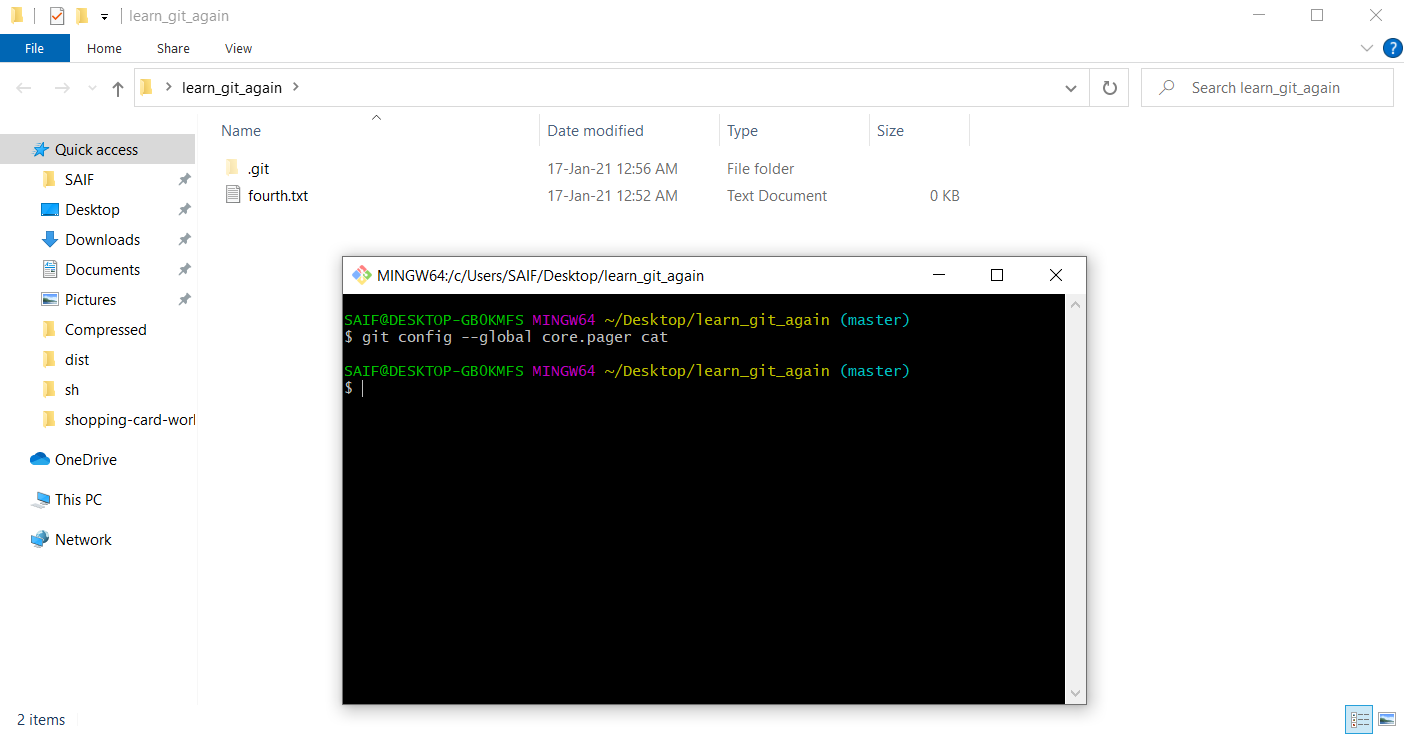 learn_git_again
File Home Share View
learn_git_again
Search learn_git_again
Name Date modified Type Size
Quick access
.git 17-Jan-21 12:56 AM File folder
fourth.txt 17-Jan-21 12:52 AM Text Document 0 KB
SAIF
Desktop
Downloads
Documents
Pictures
Compressed
dist
sh
shopping-card-worl
OneDrive
This PC
Network
MINGW64:/c/Users/SAIF/Desktop/learn_git_again
SAIF@DESKTOP-GBOKMFS MINGW64 ~/Desktop/learn_git_again (master)
$ git config --global core.pager cat
SAIF@DESKTOP-GBOKMFS MINGW64 ~/Desktop/learn_git_again (master)
$
2 items